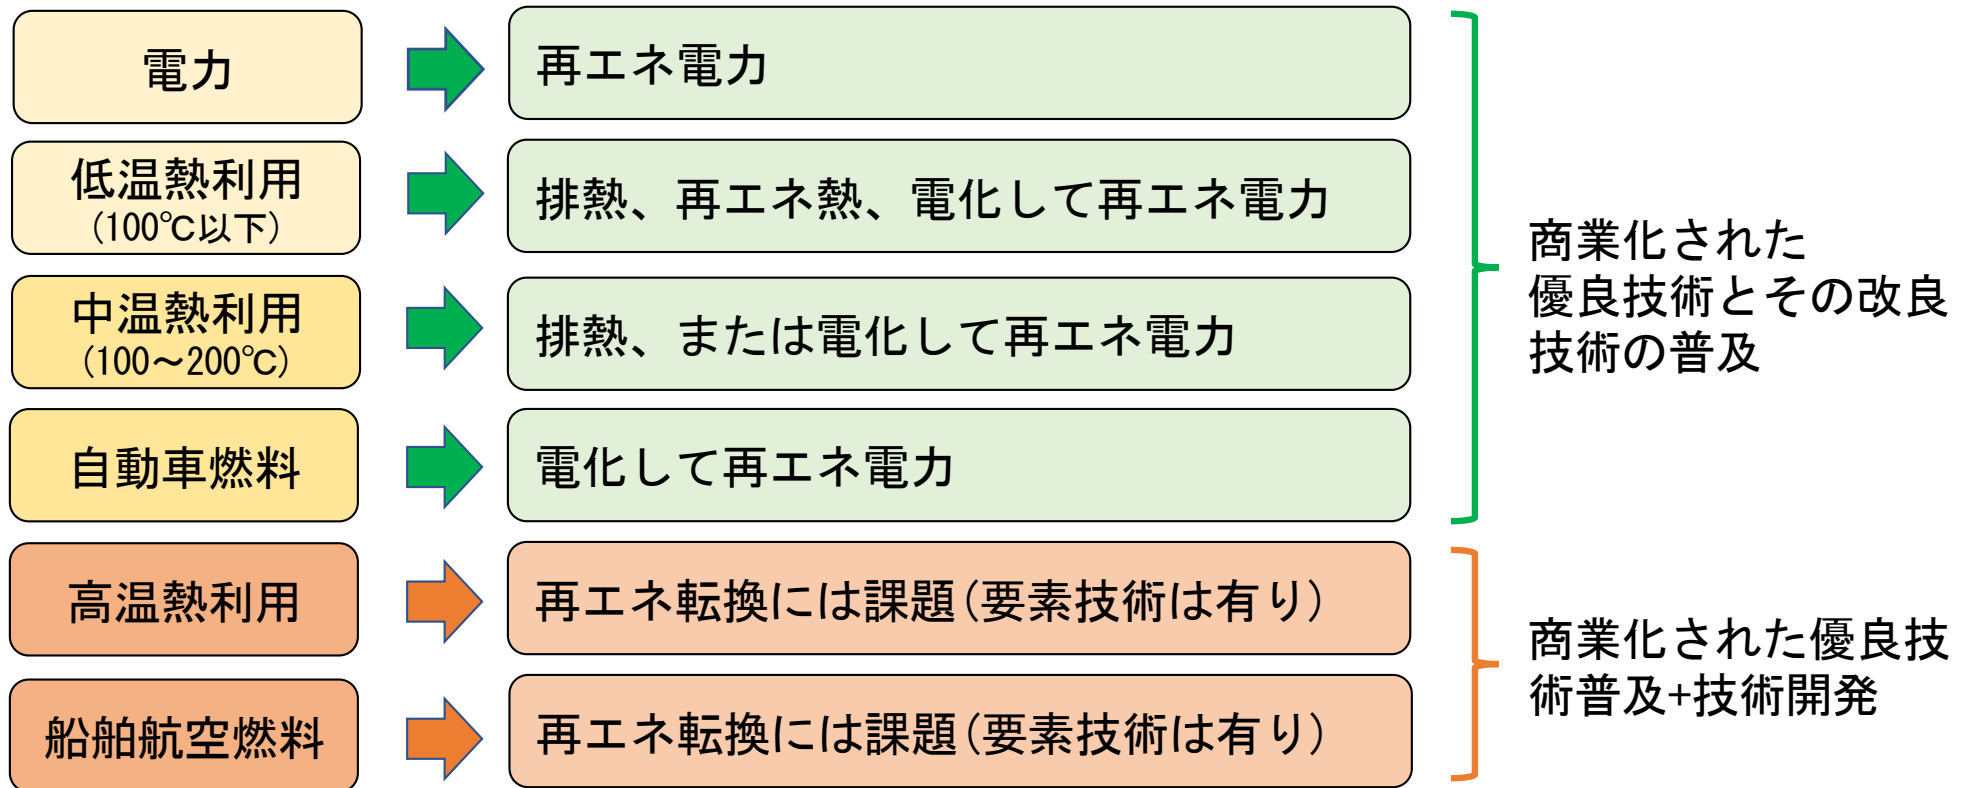 電力
再エネ電力
低温熱利用
(100℃以下)
排熱、再エネ熱、電化して再エネ電力
中温熱利用
(100～200℃)
排熱、または電化して再エネ電力
自動車燃料
電化して再エネ電力
商業化された
優良技術とその改良
技術の普及
高温熱利用
再エネ転換には課題(要素技術は有り)
船舶航空燃料
再エネ転換には課題(要素技術は有り)
商業化された優良技
術普及+技術開発